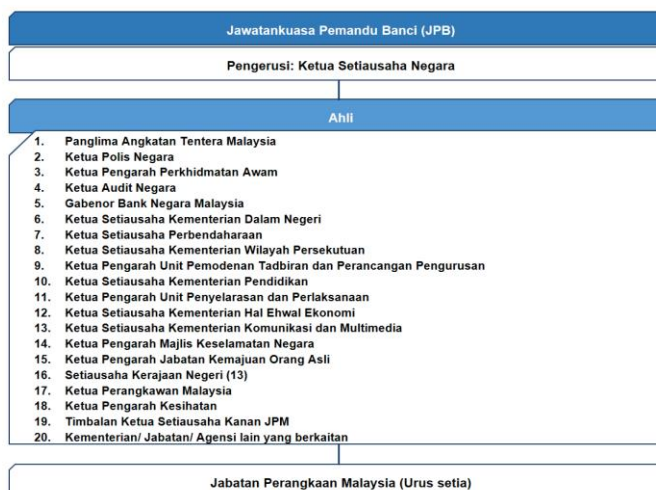 Jawatankuasa Pemandu Banci (JPB)
Pengerusi: Ketua Setiausaha Negara
Ahli
1. Panglima Angkatan Tentera Malaysia
2. Ketua Polis Negara
3. Ketua Pengarah Perkhidmatan Awam
4. Ketua Audit Negara
5. Gabenor Bank Negara Malaysia
6. Ketua Setiausaha Kementerian Dalam Negeri
7. Ketua Setiausaha Perbendaharaan
8. Ketua Setiausaha Kementerian Wilayah Persekutuan
9. Ketua Pengarah Unit Pemodenan Tadbiran dan Perancangan Pengurusan
10. Ketua Setiausaha Kementerian Pendidikan
11. Ketua Pengarah Unit Penyelarasan dan Perlaksanaan
12. Ketua Setiausaha Kementerian Hal Ehwal Ekonomi
13. Ketua Setiausaha Kementerian Komunikasi dan Multimedia
14. Ketua Pengarah Majlis Keselamatan Negara
15. Ketua Pengarah Jabatan Kemajuan Orang Asli
16. Setiausaha Kerajaan Negeri (13)
17. Ketua Perangkawan Malaysia
18. Ketua Pengarah Kesihatan
19. Timbalan Ketua Setiausaha Kanan JPM
20. Kementerian/ Jabatan/ Agensi lain yang berkaitan
Jabatan Perangkaan Malaysia (Urus setia)